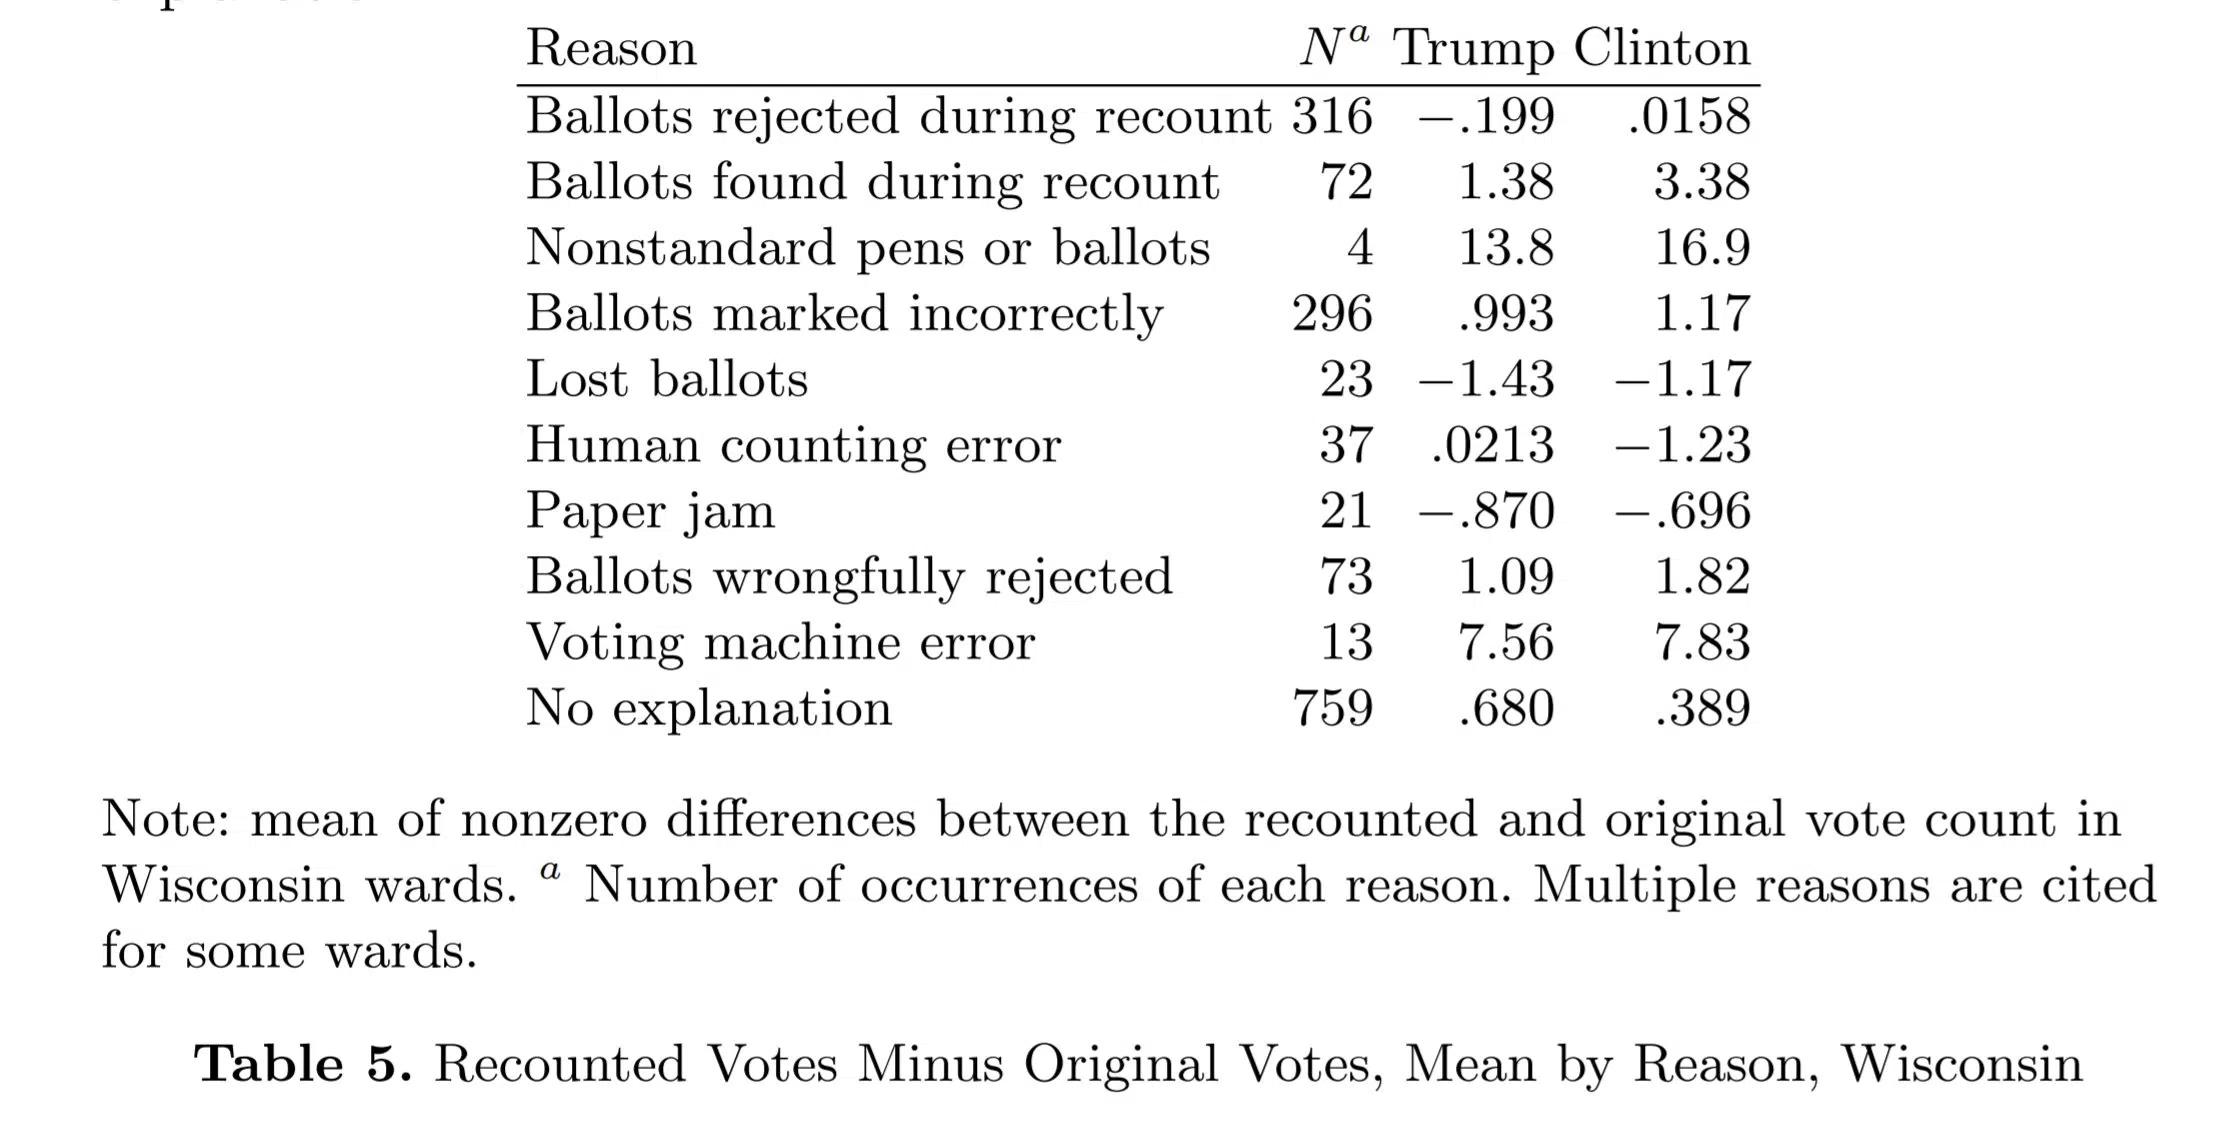 Reason N^a Trump Clinton
Ballots rejected during recount 316 −.199 .0158
Ballots found during recount 72 1.38 3.38
Nonstandard pens or ballots 4 13.8 16.9
Ballots marked incorrectly 296 .993 1.17
Lost ballots 23 −1.43 −1.17
Human counting error 37 .0213 −1.23
Paper jam 21 −.870 −.696
Ballots wrongfully rejected 73 1.09 1.82
Voting machine error 13 7.56 7.83
No explanation 759 .680 .389
Note: mean of nonzero differences between the recounted and original vote count in
Wisconsin wards. ^a Number of occurrences of each reason. Multiple reasons are cited
for some wards.
Table 5. Recounted Votes Minus Original Votes, Mean by Reason, Wisconsin